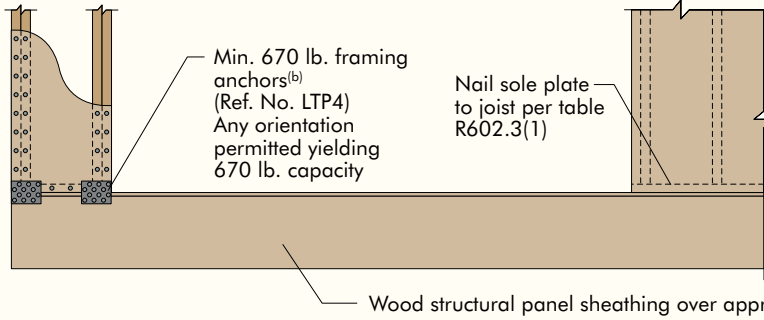 Min. 670 lb. framing
anchors(b)
(Ref. No. LTP4)
Any orientation
permitted yielding
670 lb. capacity
Nail sole plate
to joist per table
R602.3(1)
Wood structural panel sheathing over